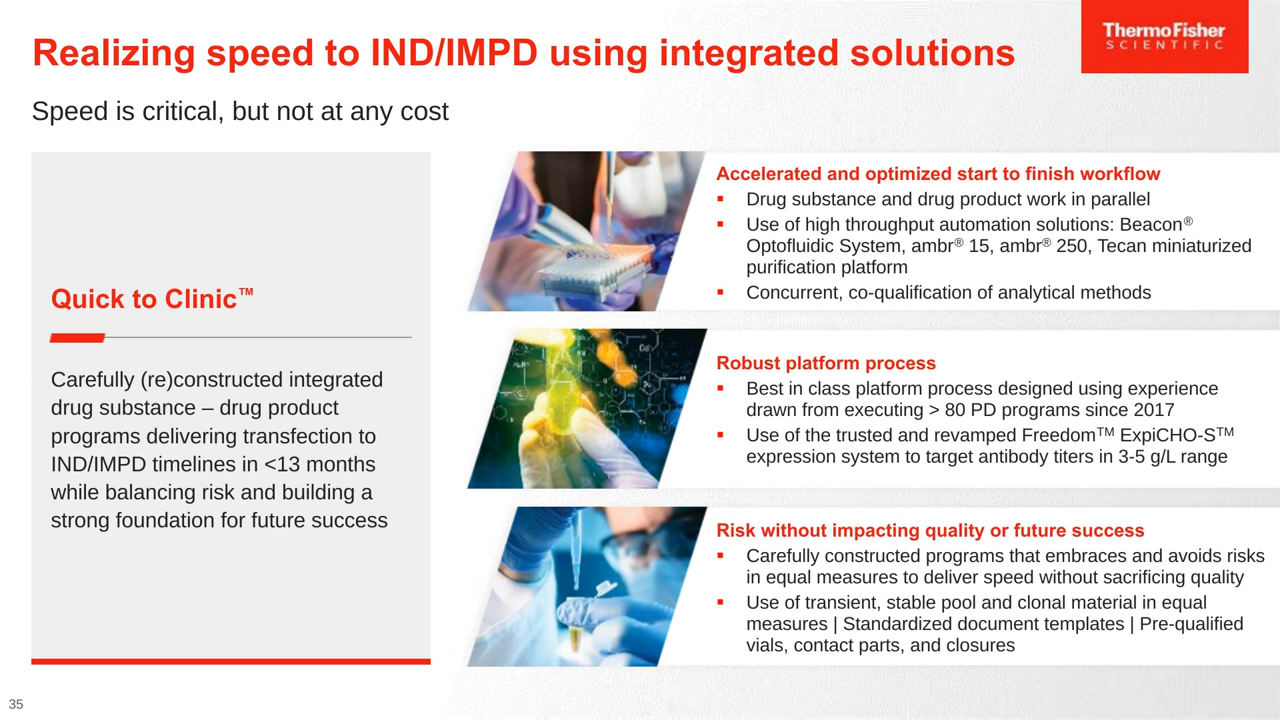 Realizing speed to IND/IMPD using integrated solutions
ThermoFisher
SCIENTIFIC
Speed is critical, but not at any cost
Quick to Clinic™
Carefully (re)constructed integrated
drug substance – drug product
programs delivering transfection to
IND/IMPD timelines in <13 months
while balancing risk and building a
strong foundation for future success
Accelerated and optimized start to finish workflow
▪ Drug substance and drug product work in parallel
▪ Use of high throughput automation solutions: Beacon®
Optofluidic System, ambr® 15, ambr® 250, Tecan miniaturized
purification platform
▪ Concurrent, co-qualification of analytical methods
Robust platform process
▪ Best in class platform process designed using experience
drawn from executing > 80 PD programs since 2017
▪ Use of the trusted and revamped Freedom™ ExpiCHO-S™
expression system to target antibody titers in 3-5 g/L range
Risk without impacting quality or future success
▪ Carefully constructed programs that embraces and avoids risks
in equal measures to deliver speed without sacrificing quality
▪ Use of transient, stable pool and clonal material in equal
measures | Standardized document templates | Pre-qualified
vials, contact parts, and closures
35